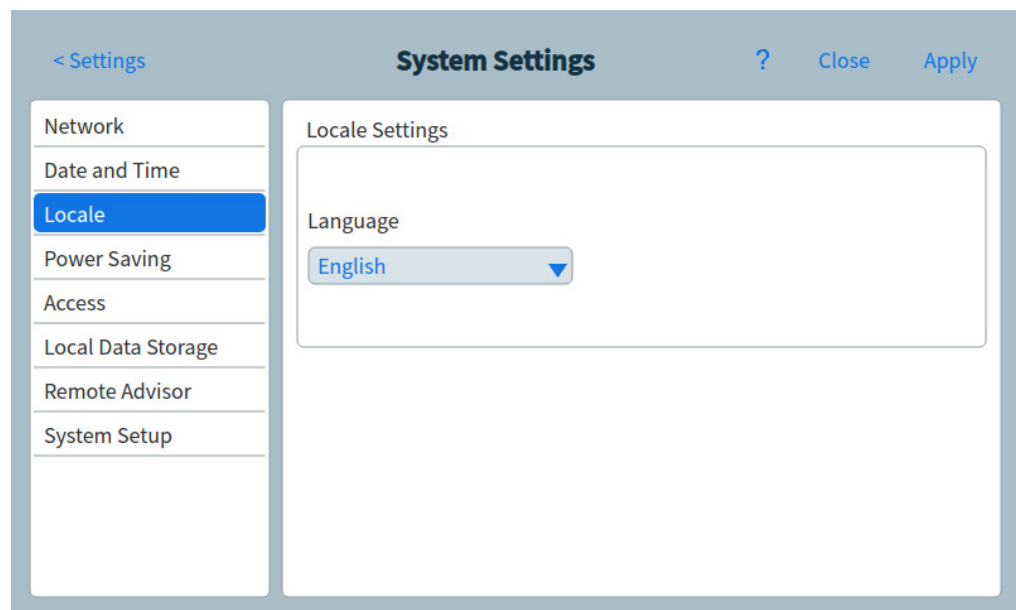 < Settings
System Settings
?
Close
Apply
Network
Date and Time
Locale
Power Saving
Access
Local Data Storage
Remote Advisor
System Setup
Locale Settings
Language
English